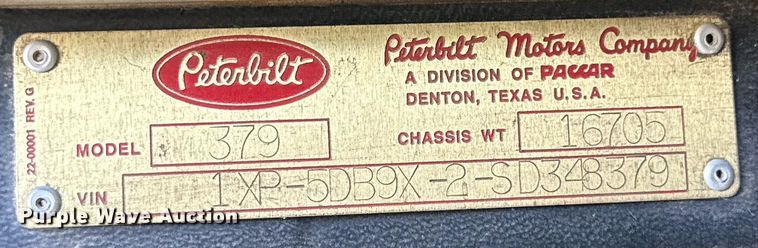 Peterbilt
Peterbilt Motors Company
A DIVISION OF PACCAR
DENTON, TEXAS U.S.A.
22-00001 REV. G
MODEL 379
CHASSIS WT 16705
VIN 1XP-5DB9X-2-SD348379
Purple Wave Auction